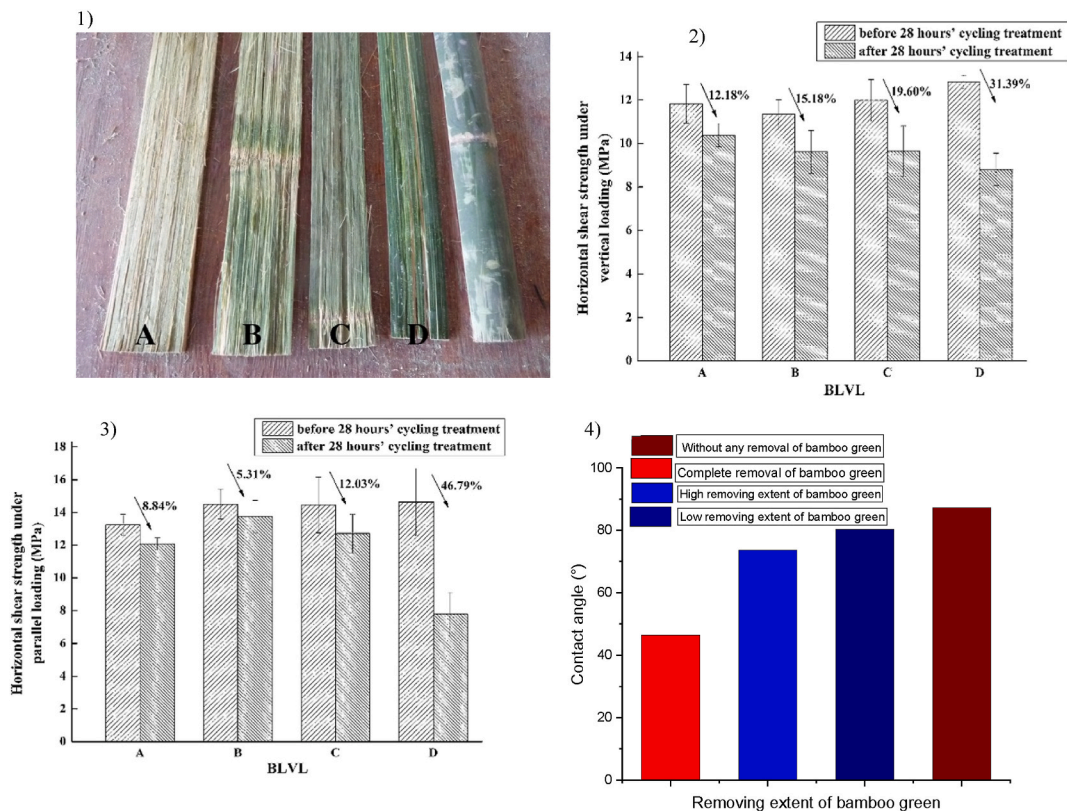 1)
A
B
C
D
2)
before 28 hours' cycling treatment
after 28 hours' cycling treatment
14
12
10
8
6
4
2
0
12.18%
15.18%
19.60%
31.39%
Horizontal shear strength under
vertical loading (MPa)
A
B
C
D
BLVL
3)
before 28 hours' cycling treatment
after 28 hours' cycling treatment
18
16
14
12
10
8
6
4
2
0
8.84%
5.31%
12.03%
46.79%
Horizontal shear strength under
parallel loading (MPa)
A
B
C
D
BLVL
4)
Without any removal of bamboo green
Complete removal of bamboo green
High removing extent of bamboo green
Low removing extent of bamboo green
100
80
60
40
20
0
Contact angle (°)
Removing extent of bamboo green